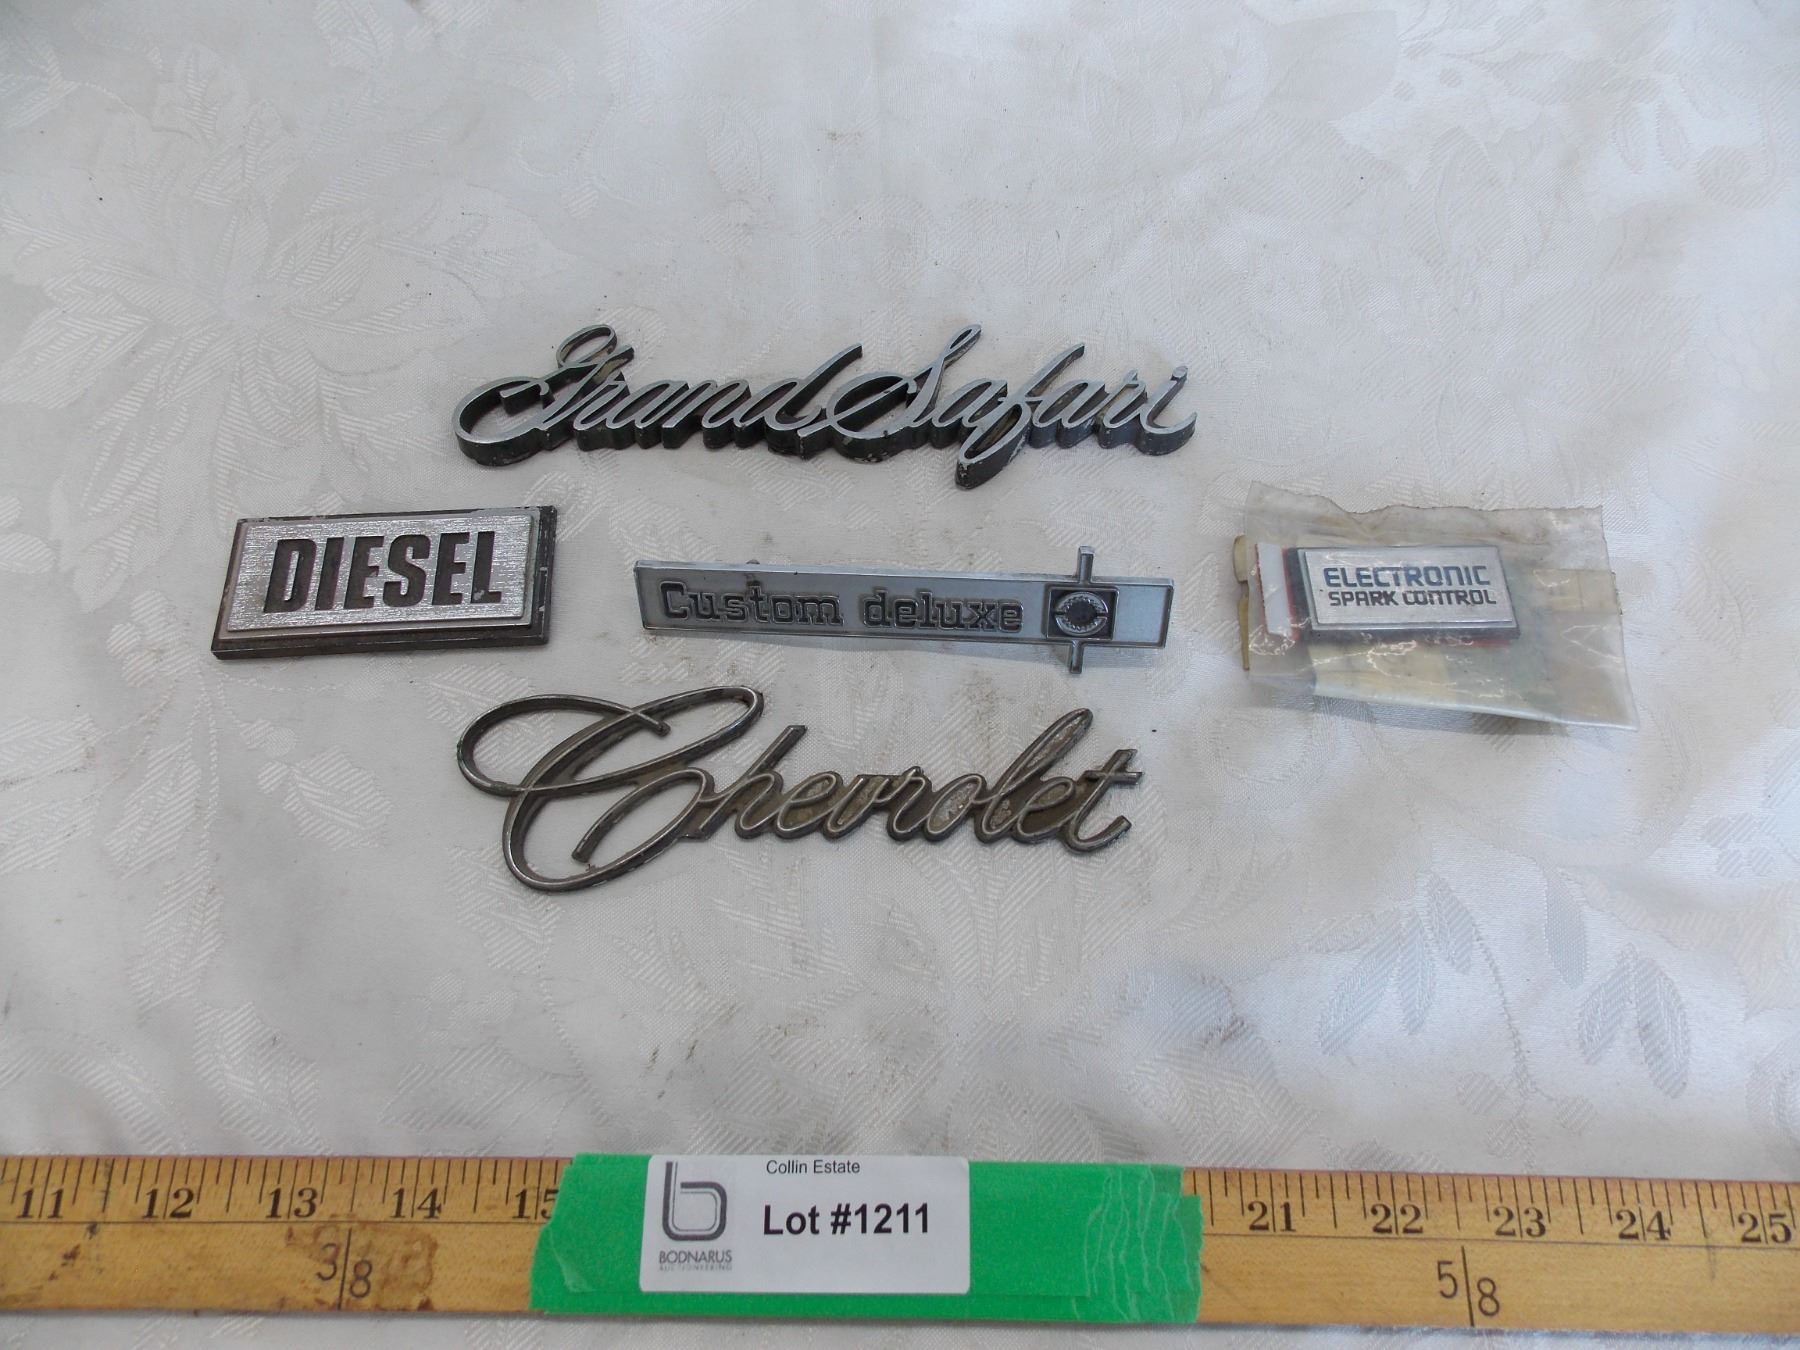 Grand Safari
DIESEL
Custom deluxe
ELECTRONIC
SPARK CONTROL
Chevrolet
11 12 13 14 15 21 22 23 24 25
3/8 5/8
Collin Estate
Lot #1211
b
BODNARUS
AUCTIONEERING